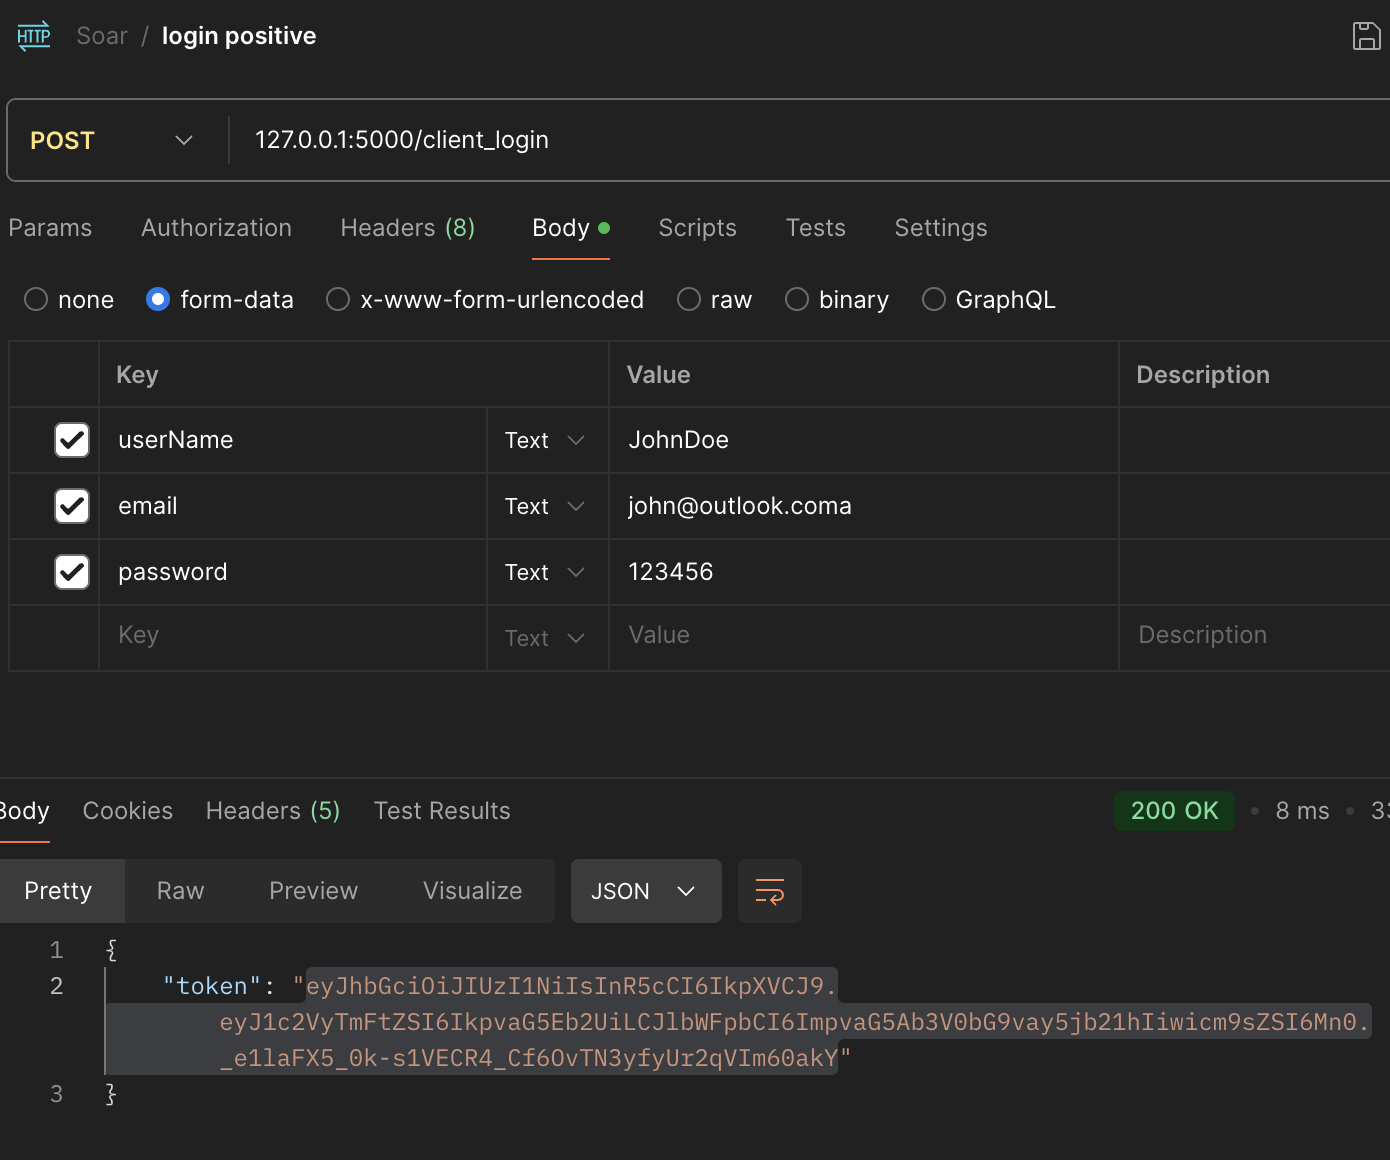 HTTP Soar / login positive
POST 127.0.0.1:5000/client_login
Params Authorization Headers (8) Body Scripts Tests Settings
none form-data x-www-form-urlencoded raw binary GraphQL
Key Value Description
userName Text JohnDoe
email Text john@outlook.coma
password Text 123456
Key Text Value Description
Body Cookies Headers (5) Test Results 200 OK • 8 ms •
Pretty Raw Preview Visualize JSON
1 {
2 "token": "eyJhbGciOiJIUzI1NiIsInR5cCI6IkpXVCJ9.
eyJ1c2VyTmFtZSI6IkpvaG5Eb2UiLCJlbWFpbCI6ImpvaG5Ab3V0bG9vay5jb21hIiwicm9sZSI6Mn0.
_e1laFX5_0k-s1VECR4_Cf6OvTN3yfyUr2qVIm60akY"
3 }